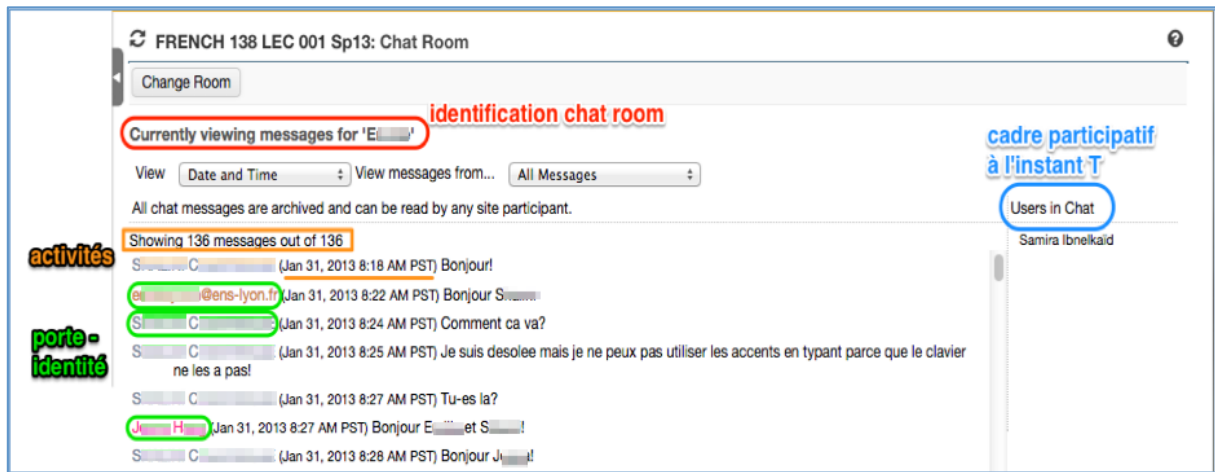 FRENCH 138 LEC 001 Sp13: Chat Room
Change Room
identification chat room
Currently viewing messages for 'E
cadre participatif
à l'instant T
View Date and Time View messages from... All Messages
All chat messages are archived and can be read by any site participant.
Users in Chat
Showing 136 messages out of 136
Samira Ibnelkaïd
activités
S C (Jan 31, 2013 8:18 AM PST) Bonjour!
@ens-lyon.fr (Jan 31, 2013 8:22 AM PST) Bonjour S
porte-
identité
S C (Jan 31, 2013 8:24 AM PST) Comment ca va?
S C (Jan 31, 2013 8:25 AM PST) Je suis desolee mais je ne peux pas utiliser les accents en typant parce que le clavier
ne les a pas!
S C (Jan 31, 2013 8:27 AM PST) Tu-es la?
J H (Jan 31, 2013 8:27 AM PST) Bonjour E et S !
S C (Jan 31, 2013 8:28 AM PST) Bonjour J !